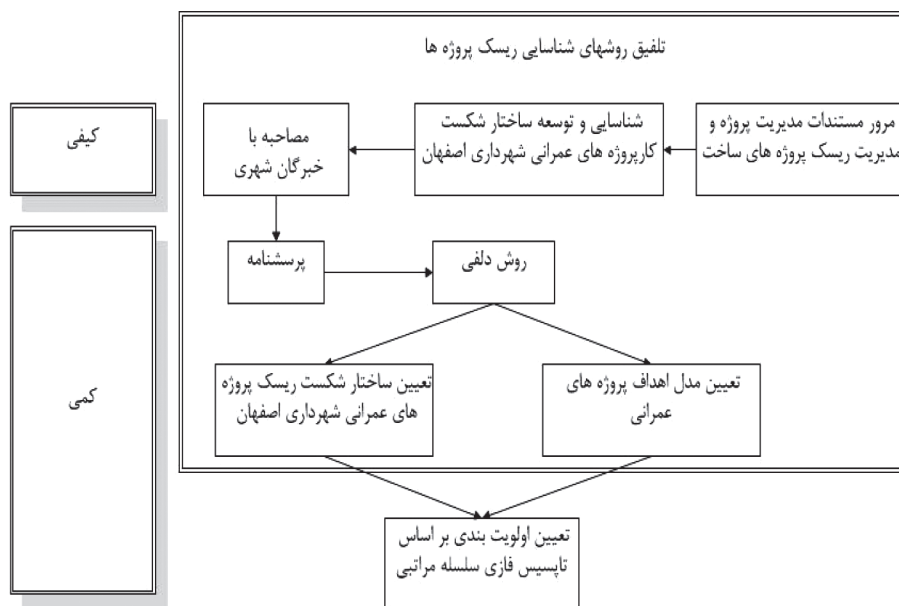 تلفیق روشهای شناسایی ریسک پروژه ها
مرور مستندات مدیریت پروژه و
مدیریت ریسک پروژه های ساخت
شناسایی و توسعه ساختار شکست
کارپروژه های عمرانی شهرداری اصفهان
مصاحبه با
خبرگان شهری
کیفی
پرسشنامه
روش دلفی
تعیین مدل اهداف پروژه های
عمرانی
تعیین ساختار شکست ریسک پروژه
های عمرانی شهرداری اصفهان
کمی
تعیین اولویت بندی بر اساس
تاپسیس فازی سلسله مراتبی